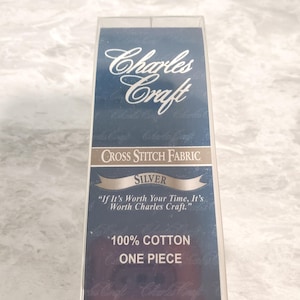 Charles
Craft
CROSS STITCH FABRIC
SILVER
"If It's Worth Your Time, It's
Worth Charles Craft."
100% COTTON
ONE PIECE